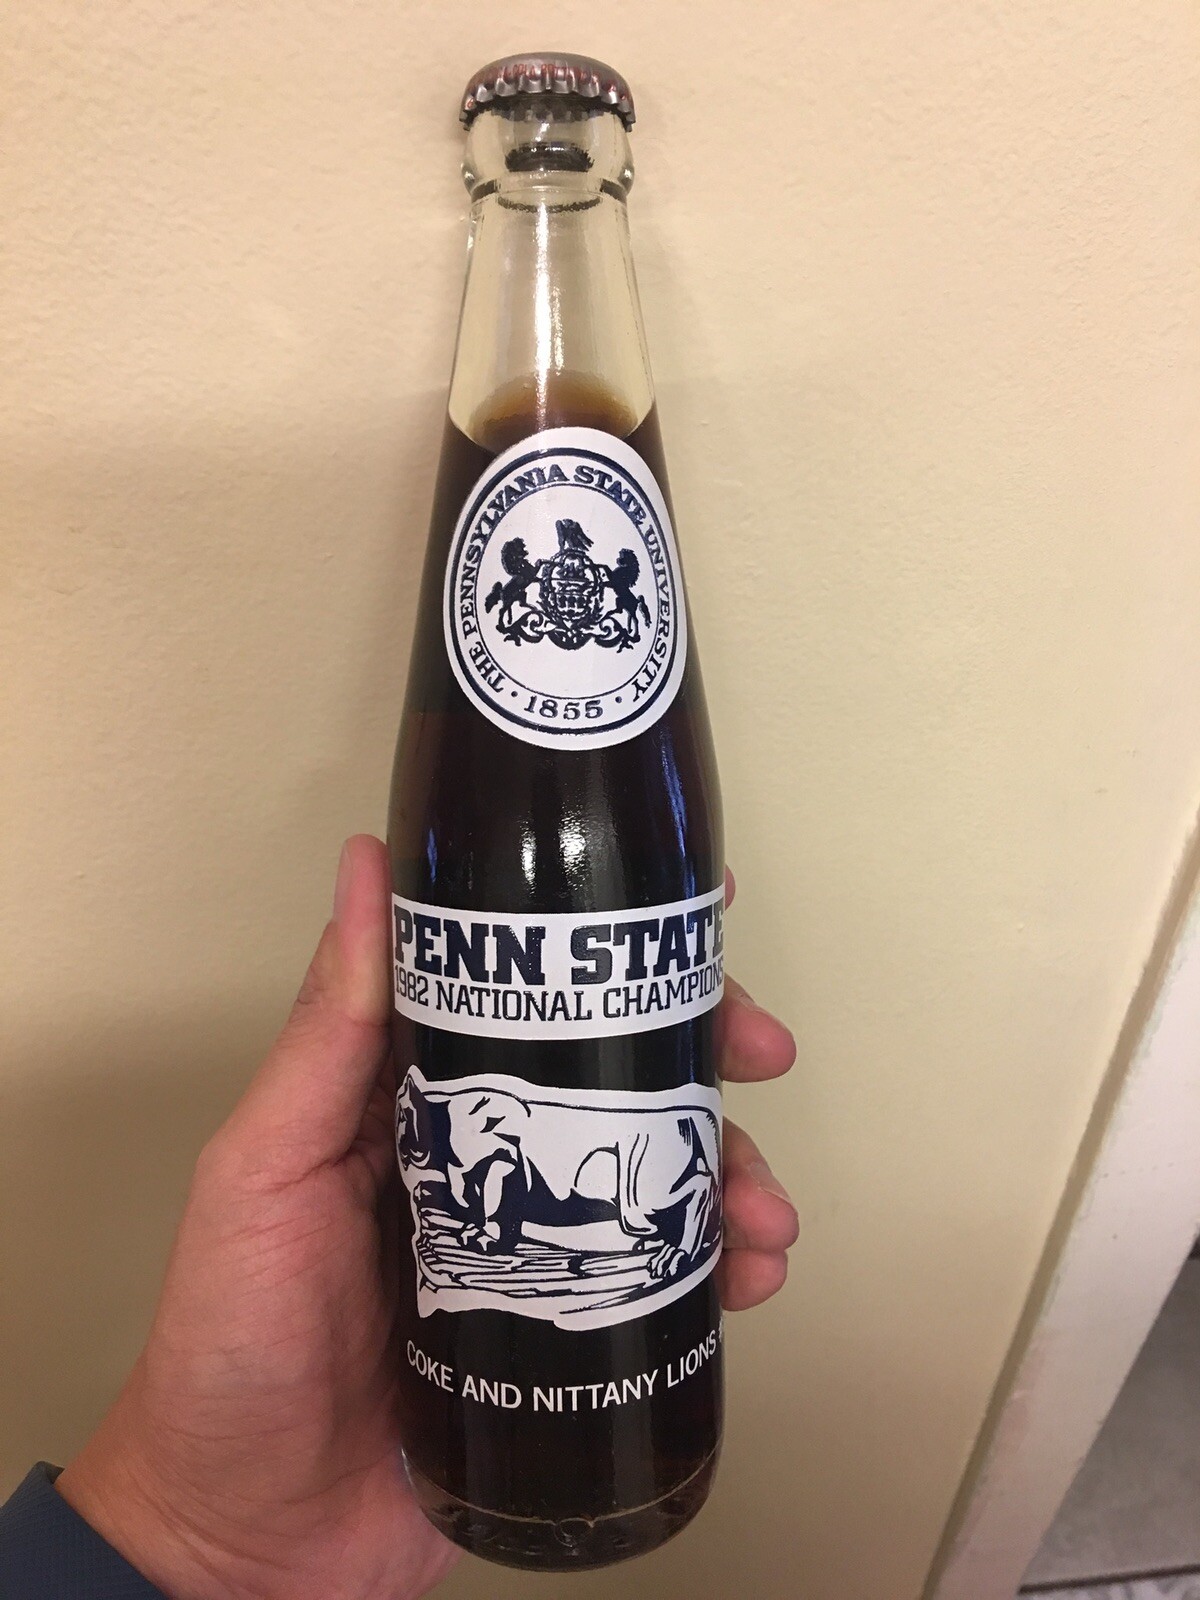 THE PENNSYLVANIA STATE UNIVERSITY
· 1855 ·
PENN STATE
1982 NATIONAL CHAMPIONS
COKE AND NITTANY LIONS